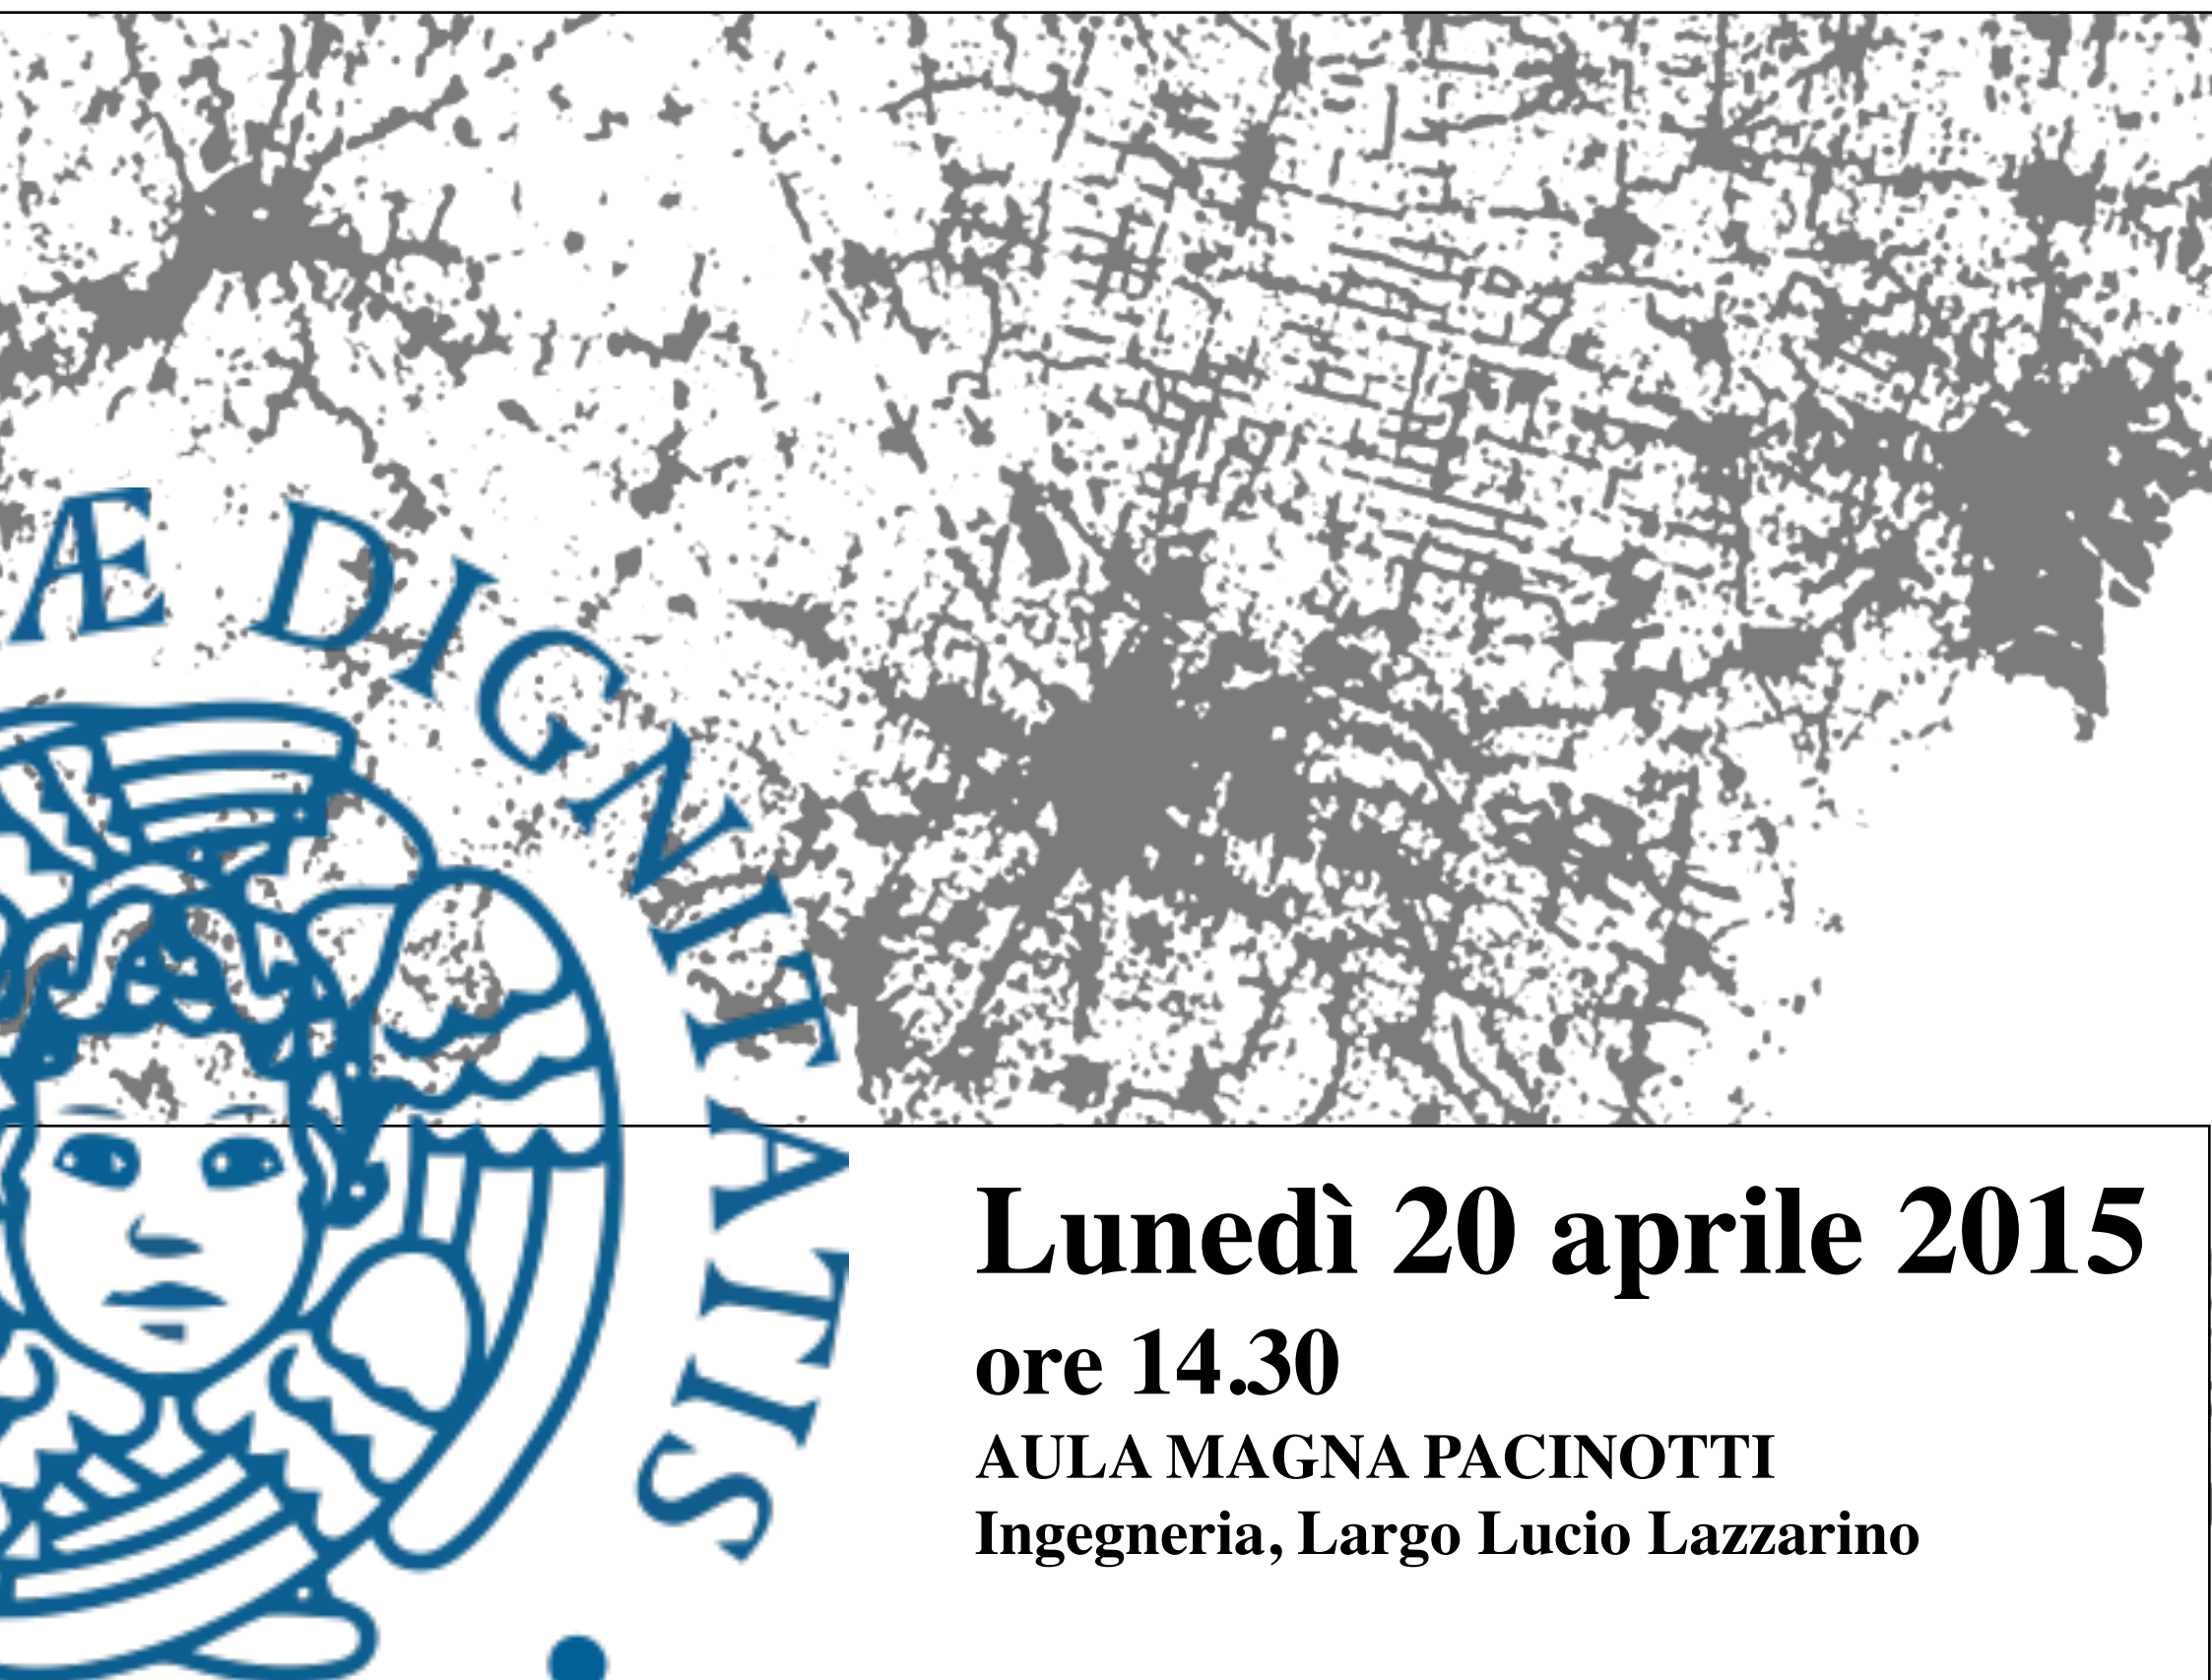 Æ DIGNITATIS
Lunedì 20 aprile 2015
ore 14.30
AULA MAGNA PACINOTTI
Ingegneria, Largo Lucio Lazzarino